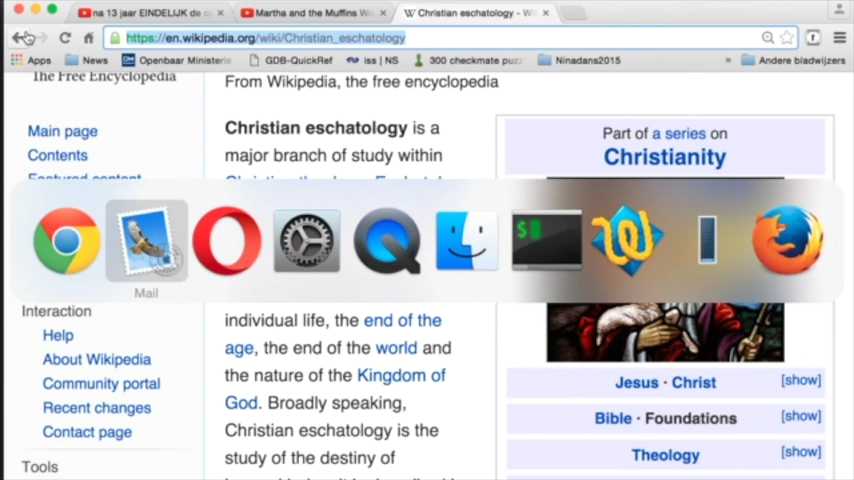 na 13 jaar EINDELIJK de o
Martha and the Muffins
Christian eschatology - Wi
https://en.wikipedia.org/wiki/Christian_eschatology
Apps
News
Openbaar Ministerie
GDB-QuickRef
iss | NS
300 checkmate puz
Ninadans2015
»
Andere bladwijzers
The Free Encyclopedia
Main page
Contents
Featured content
From Wikipedia, the free encyclopedia
Christian eschatology is a
major branch of study within
Part of a series on
Christianity
$
Mail
Interaction
Help
About Wikipedia
Community portal
Recent changes
Contact page
Tools
individual life, the end of the
age, the end of the world and
the nature of the Kingdom of
God. Broadly speaking,
Christian eschatology is the
study of the destiny of
Jesus · Christ [show]
Bible · Foundations [show]
Theology [show]